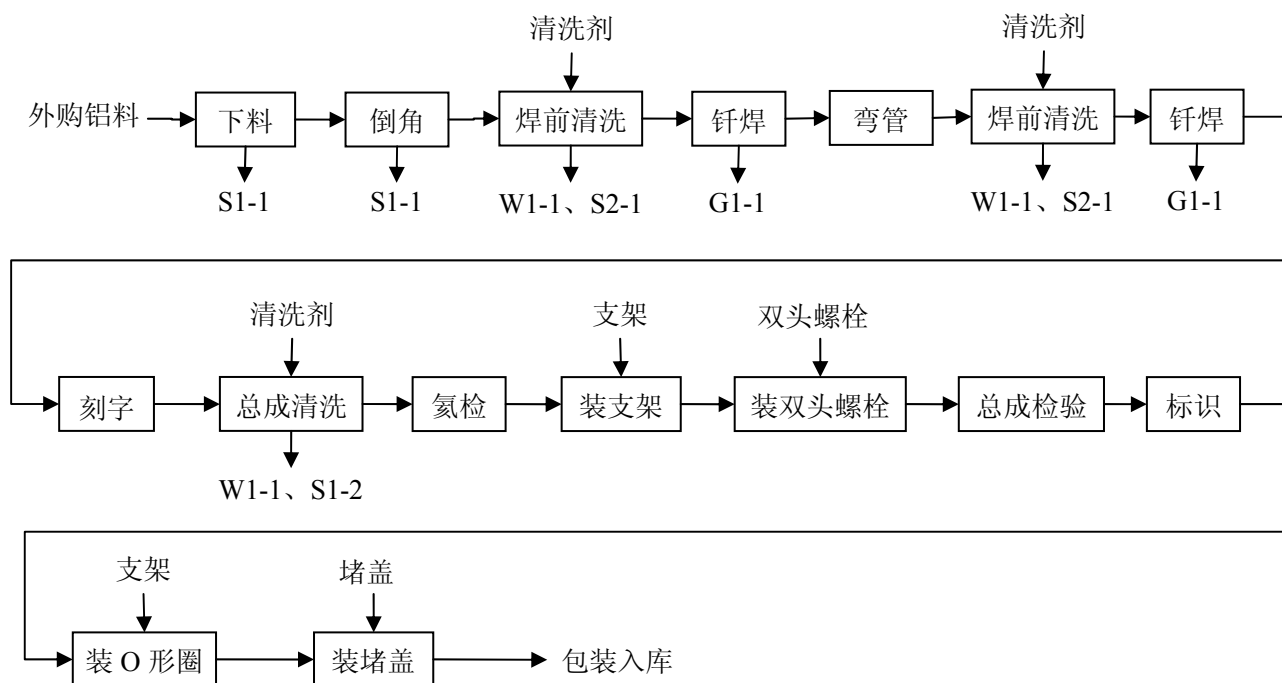 清洗剂 清洗剂
外购铝料 下料 倒角 焊前清洗 钎焊 弯管 焊前清洗 钎焊
S1-1 S1-1 W1-1、S2-1 G1-1 W1-1、S2-1 G1-1
清洗剂 支架 双头螺栓
刻字 总成清洗 氦检 装支架 装双头螺栓 总成检验 标识
W1-1、S1-2
支架 堵盖
装 O 形圈 装堵盖 包装入库